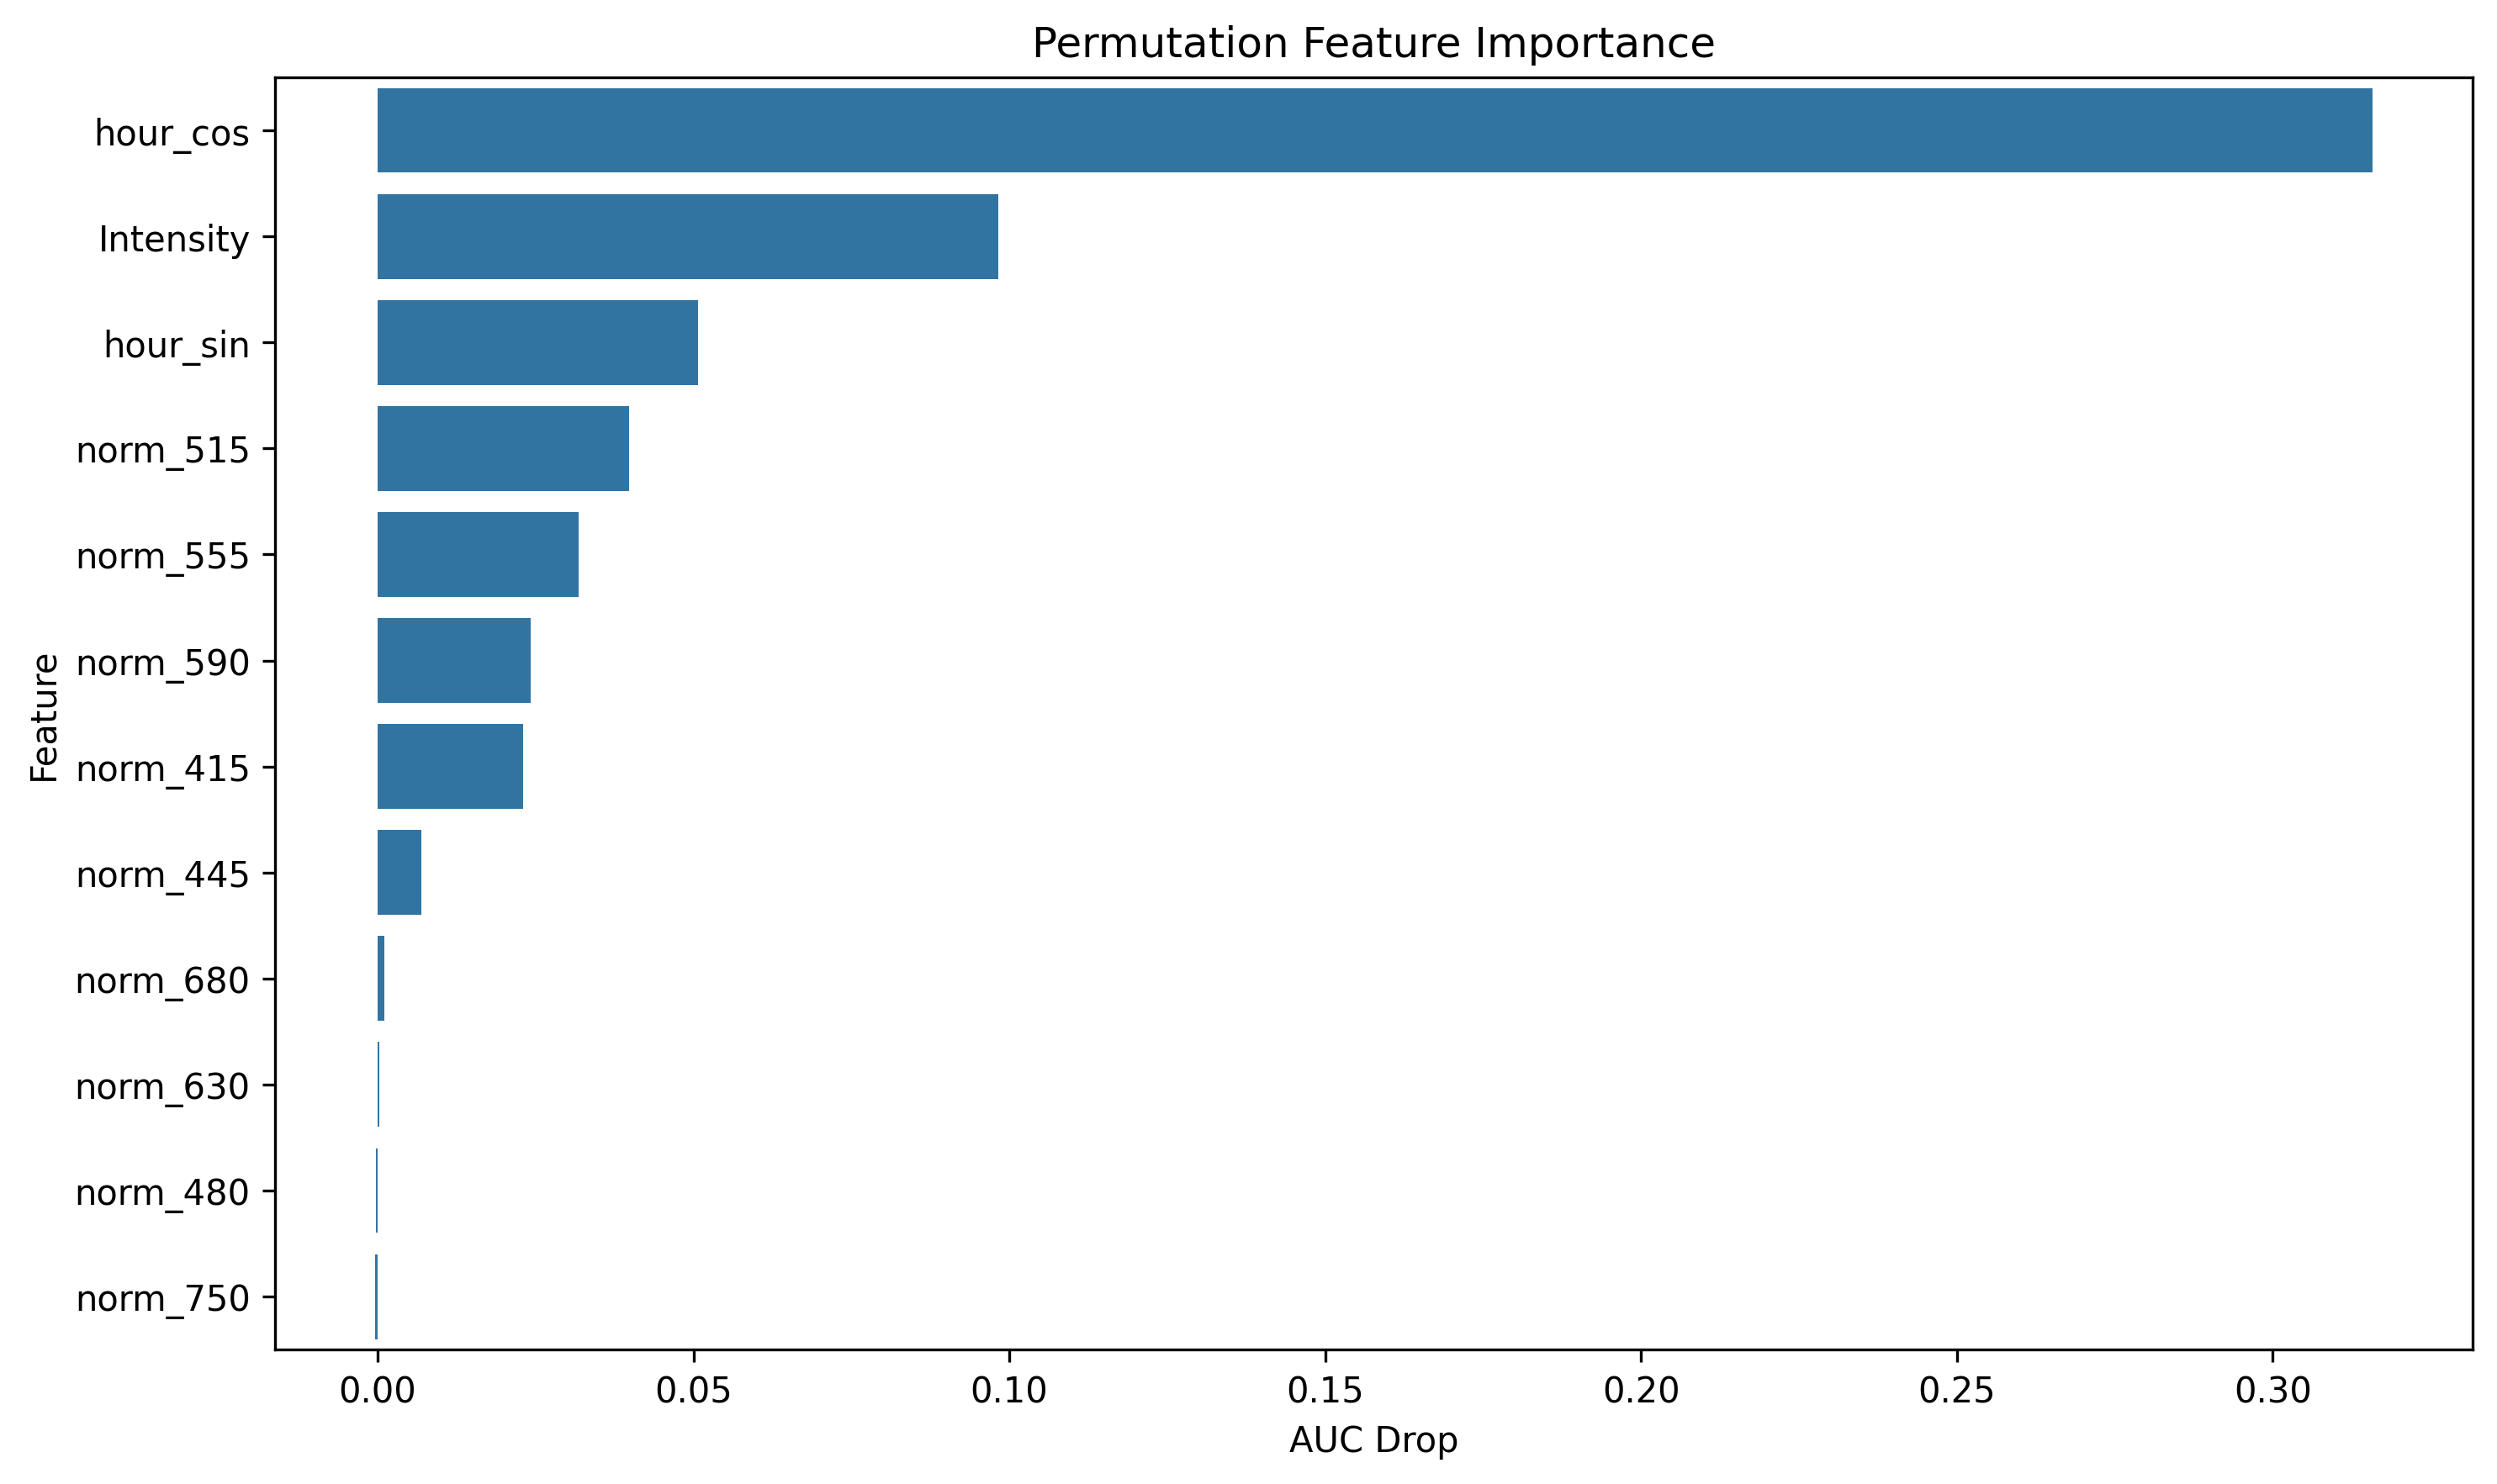 Permutation Feature Importance
Feature
hour_cos
Intensity
hour_sin
norm_515
norm_555
norm_590
norm_415
norm_445
norm_680
norm_630
norm_480
norm_750
0.00 0.05 0.10 0.15 0.20 0.25 0.30
AUC Drop